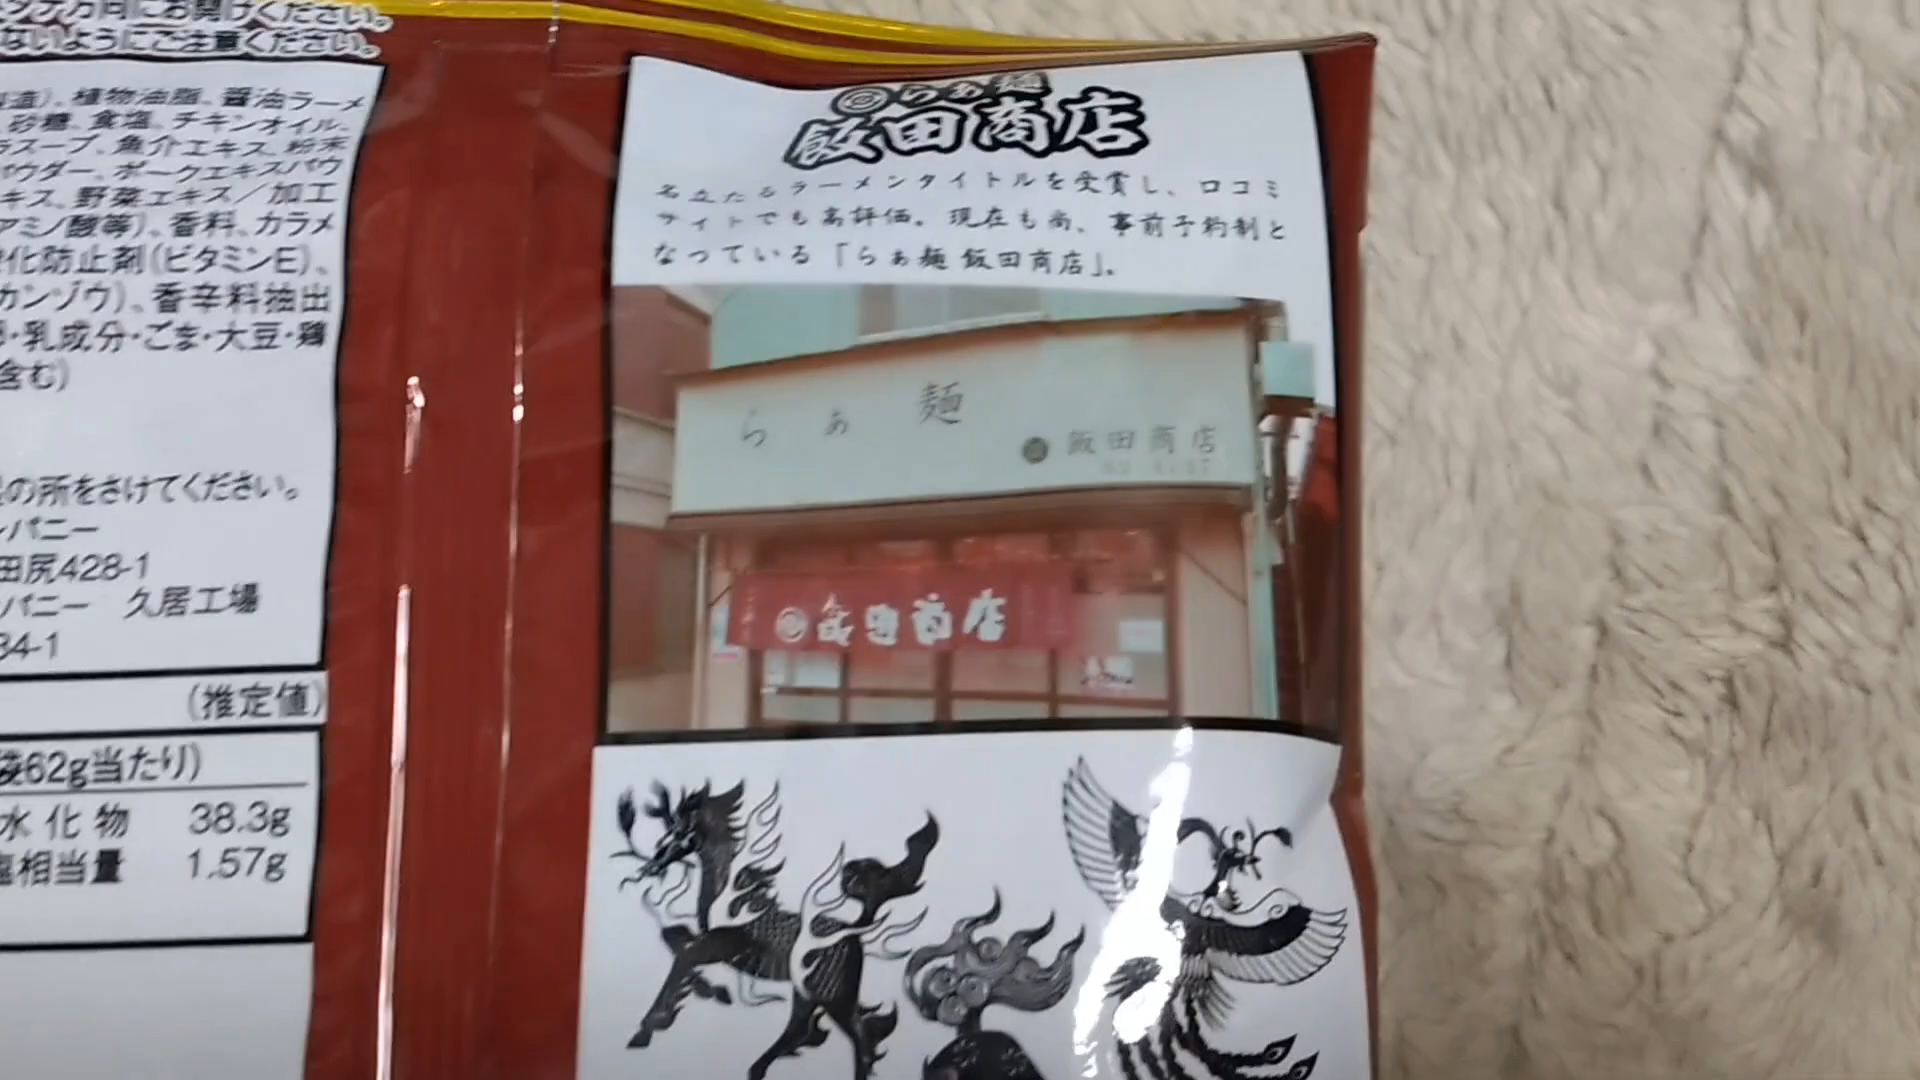 ンテ方向にお開けください。
ないようにご注意ください。
造)、植物油脂、醤油ラーメ
、砂糖、食塩、チキンオイル、
スープ、魚介エキス、粉末
パウダー、ポークエキスパウ
キス、野菜エキス/加工
アミノ酸等)、香料、カラメ
化防止剤(ビタミンE)、
カンゾウ)、香辛料抽出
・乳成分・ごま・大豆・鶏
含む)
の所をさけてください。
パニー
田尻428-1
パニー 久居工場
34-1
(推定値)
袋62g当たり)
水化物 38.3g
塩相当量 1.57g
らぁ麺
飯田商店
名立たるラーメンタイトルを受賞し、口コミ
サイトでも高評価。現在も尚、事前予約制と
なっている「らぁ麺 飯田商店」。
らぁ麺
飯田商店
飯田商店